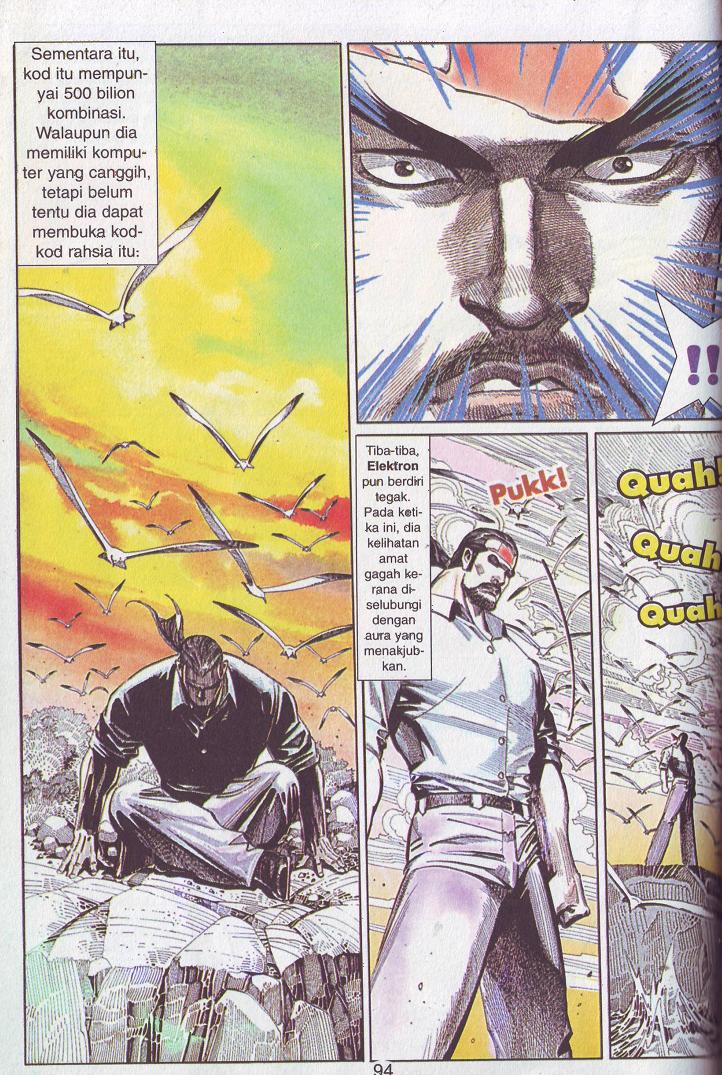 Sementara itu,
kod itu mempun-
yai 500 bilion
kombinasi.
Walaupun dia
memiliki kompu-
ter yang canggih,
tetapi belum
tentu dia dapat
membuka kod-
kod rahsia itu:
!!
Tiba-tiba,
Elektron
pun berdiri
tegak.
Pada keti-
ka ini, dia
kelihatan
amat
gagah ke-
rana di-
selubungi
dengan
aura yang
menakjub-
kan.
Pukk!
Quah!
Quah
Quah
94